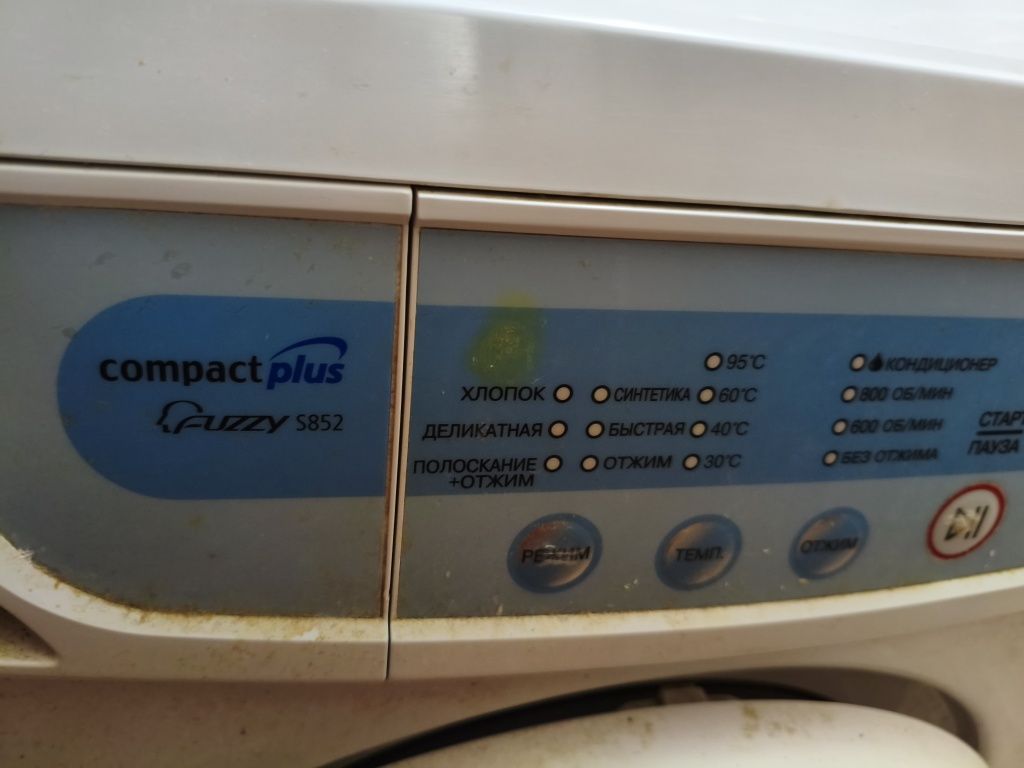 compact plus
Fuzzy S852
95°C
КОНДИЦИОНЕР
ХЛОПОК
СИНТЕТИКА
60°C
800 ОБ/МИН
ДЕЛИКАТНАЯ
БЫСТРАЯ
40°C
600 ОБ/МИН
СТАРТ
ПОЛОСКАНИЕ
+ОТЖИМ
ОТЖИМ
30°C
БЕЗ ОТЖИМА
ПАУЗА
РЕЖИМ
ТЕМП.
ОТЖИМ